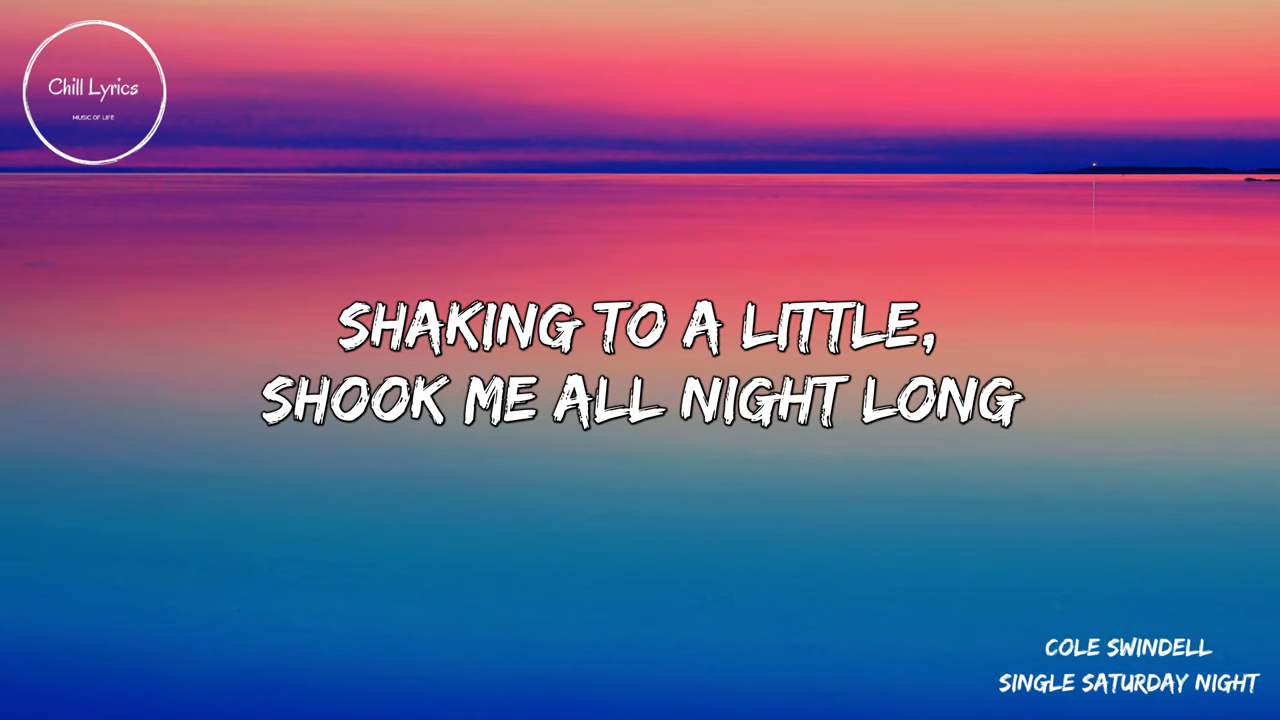 Chill Lyrics
MUSIC OF LIFE
SHAKING TO A LITTLE,
SHOOK ME ALL NIGHT LONG
COLE SWINDELL
SINGLE SATURDAY NIGHT